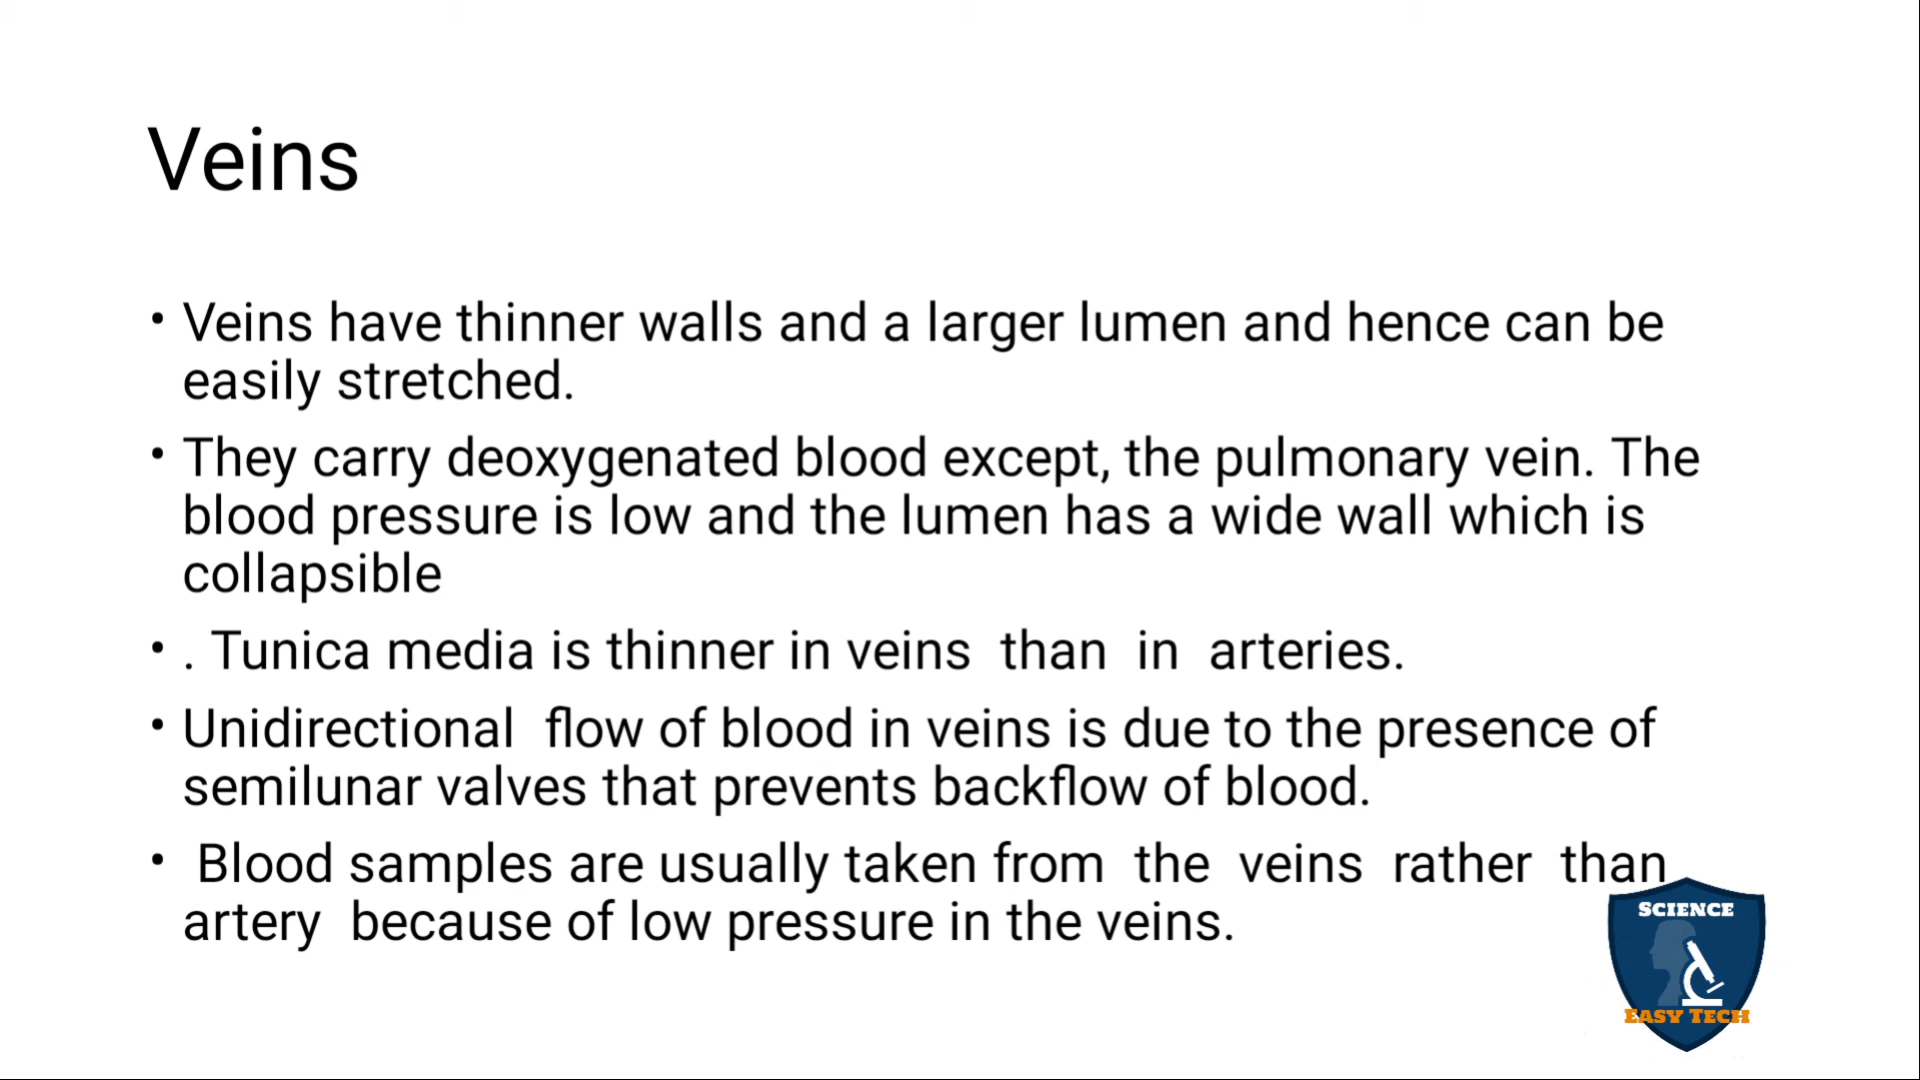 Veins
• Veins have thinner walls and a larger lumen and hence can be
easily stretched.
• They carry deoxygenated blood except, the pulmonary vein. The
blood pressure is low and the lumen has a wide wall which is
collapsible
• . Tunica media is thinner in veins  than  in  arteries.
• Unidirectional  flow of blood in veins is due to the presence of
semilunar valves that prevents backflow of blood.
•  Blood samples are usually taken from  the  veins  rather  than
artery  because of low pressure in the veins.
SCIENCE
EASY TECH